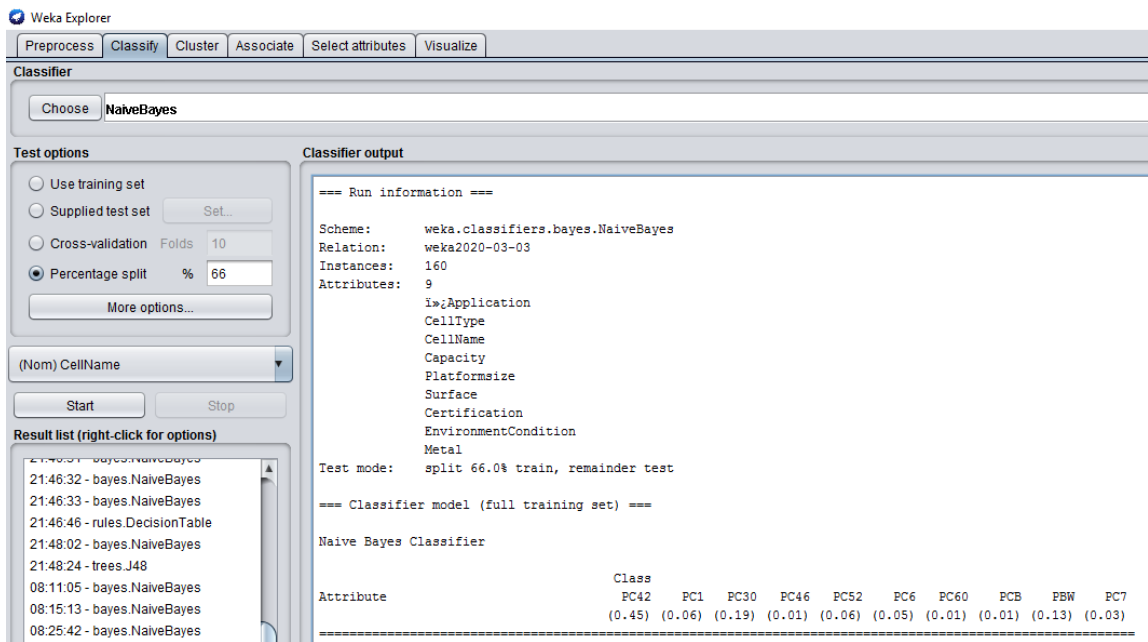 Weka Explorer
Preprocess Classify Cluster Associate Select attributes Visualize
Classifier
Choose NaiveBayes
Test options
Use training set
Supplied test set Set...
Cross-validation Folds 10
Percentage split % 66
More options...
(Nom) CellName
Start Stop
Result list (right-click for options)
21:46:32 - bayes.NaiveBayes
21:46:33 - bayes.NaiveBayes
21:46:46 - rules.DecisionTable
21:48:02 - bayes.NaiveBayes
21:48:24 - trees.J48
08:11:05 - bayes.NaiveBayes
08:15:13 - bayes.NaiveBayes
08:25:42 - bayes.NaiveBayes
Classifier output
=== Run information ===
Scheme: weka.classifiers.bayes.NaiveBayes
Relation: weka2020-03-03
Instances: 160
Attributes: 9
ï»¿Application
CellType
CellName
Capacity
Platformsize
Surface
Certification
EnvironmentCondition
Metal
Test mode: split 66.0% train, remainder test
=== Classifier model (full training set) ===
Naive Bayes Classifier
Class
Attribute PC42 PC1 PC30 PC46 PC52 PC6 PC60 PCB PBW PC7
(0.45) (0.06) (0.19) (0.01) (0.06) (0.05) (0.01) (0.01) (0.13) (0.03)